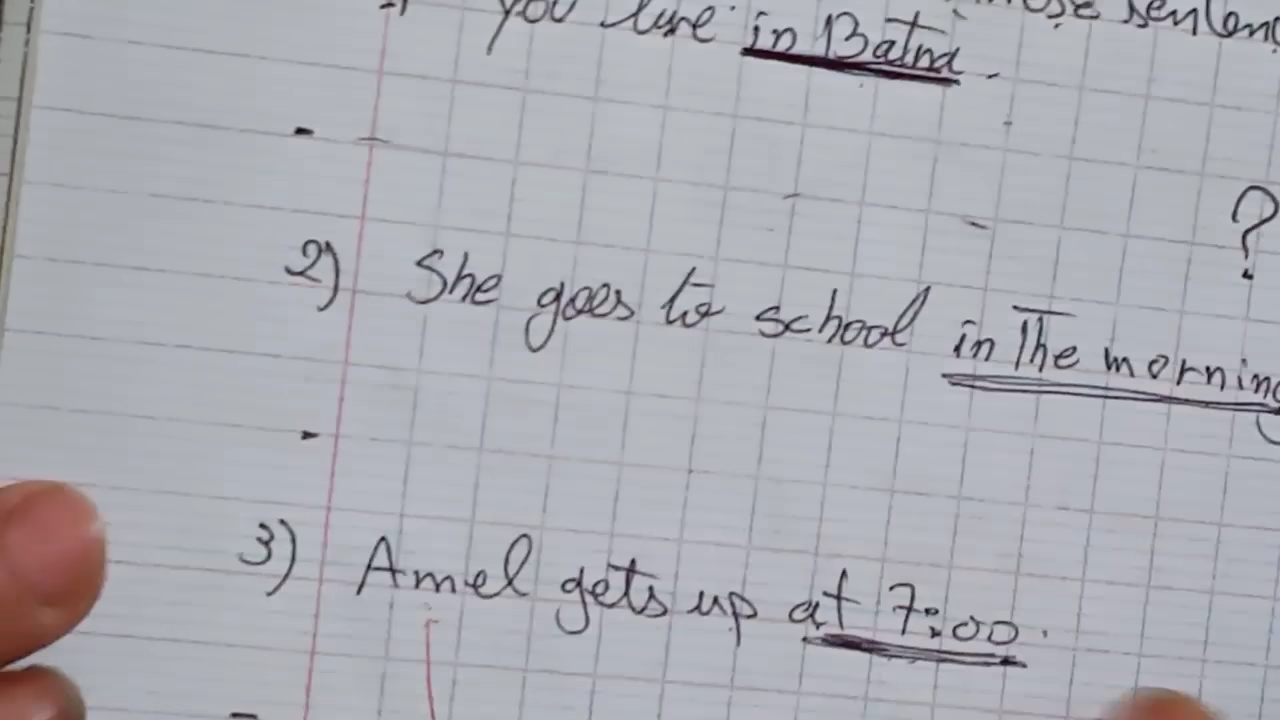 you live in Batna.
?
2) She goes to school in The morning
3) Amel gets up at 7:00.